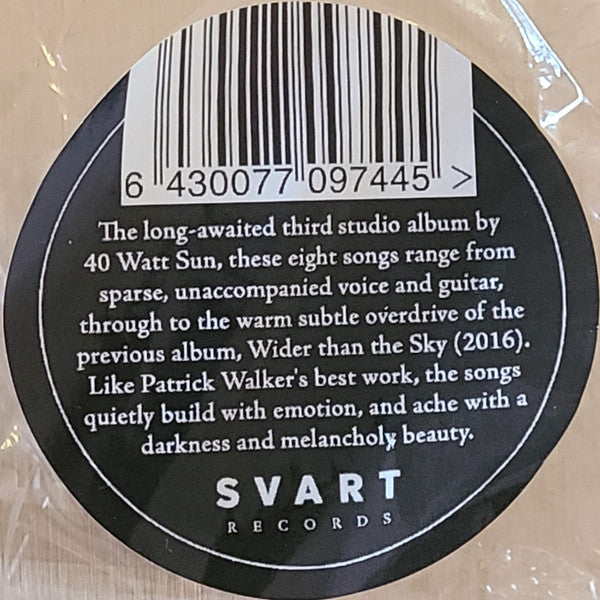 6 430077 097445 >
The long-awaited third studio album by
40 Watt Sun, these eight songs range from
sparse, unaccompanied voice and guitar,
through to the warm subtle overdrive of the
previous album, Wider than the Sky (2016).
Like Patrick Walker's best work, the songs
quietly build with emotion, and ache with a
darkness and melancholy beauty.
SVART
RECORDS